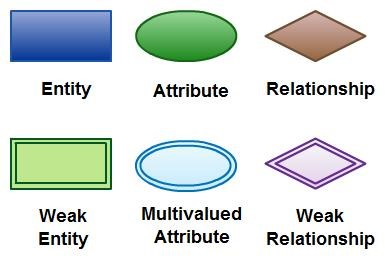 Entity
Attribute
Relationship
Weak
Entity
Multivalued
Attribute
Weak
Relationship